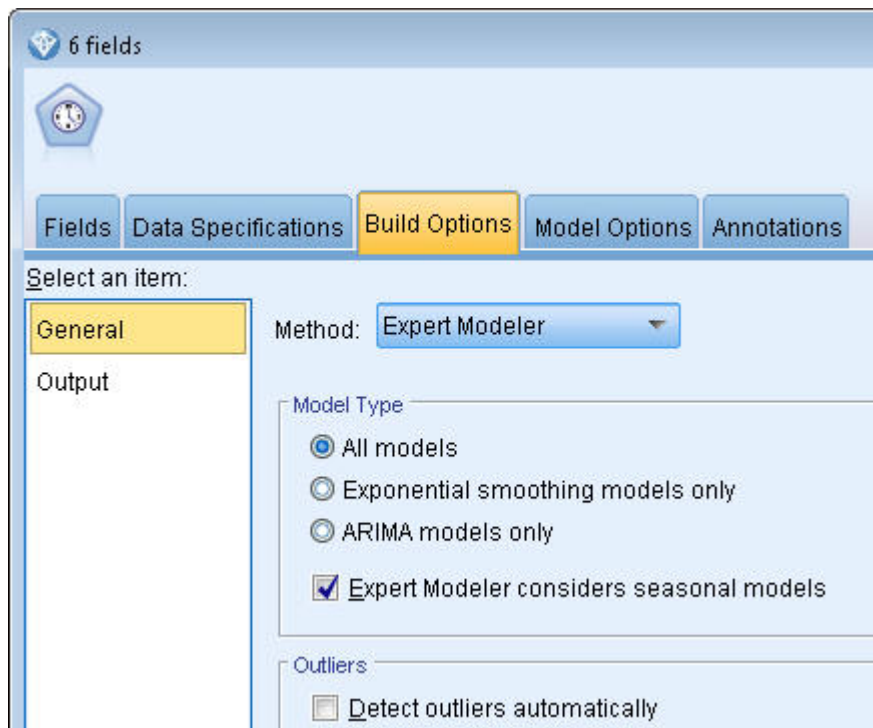 6 fields
Fields Data Specifications Build Options Model Options Annotations
Select an item:
General
Output
Method: Expert Modeler
Model Type
All models
Exponential smoothing models only
ARIMA models only
Expert Modeler considers seasonal models
Outliers
Detect outliers automatically